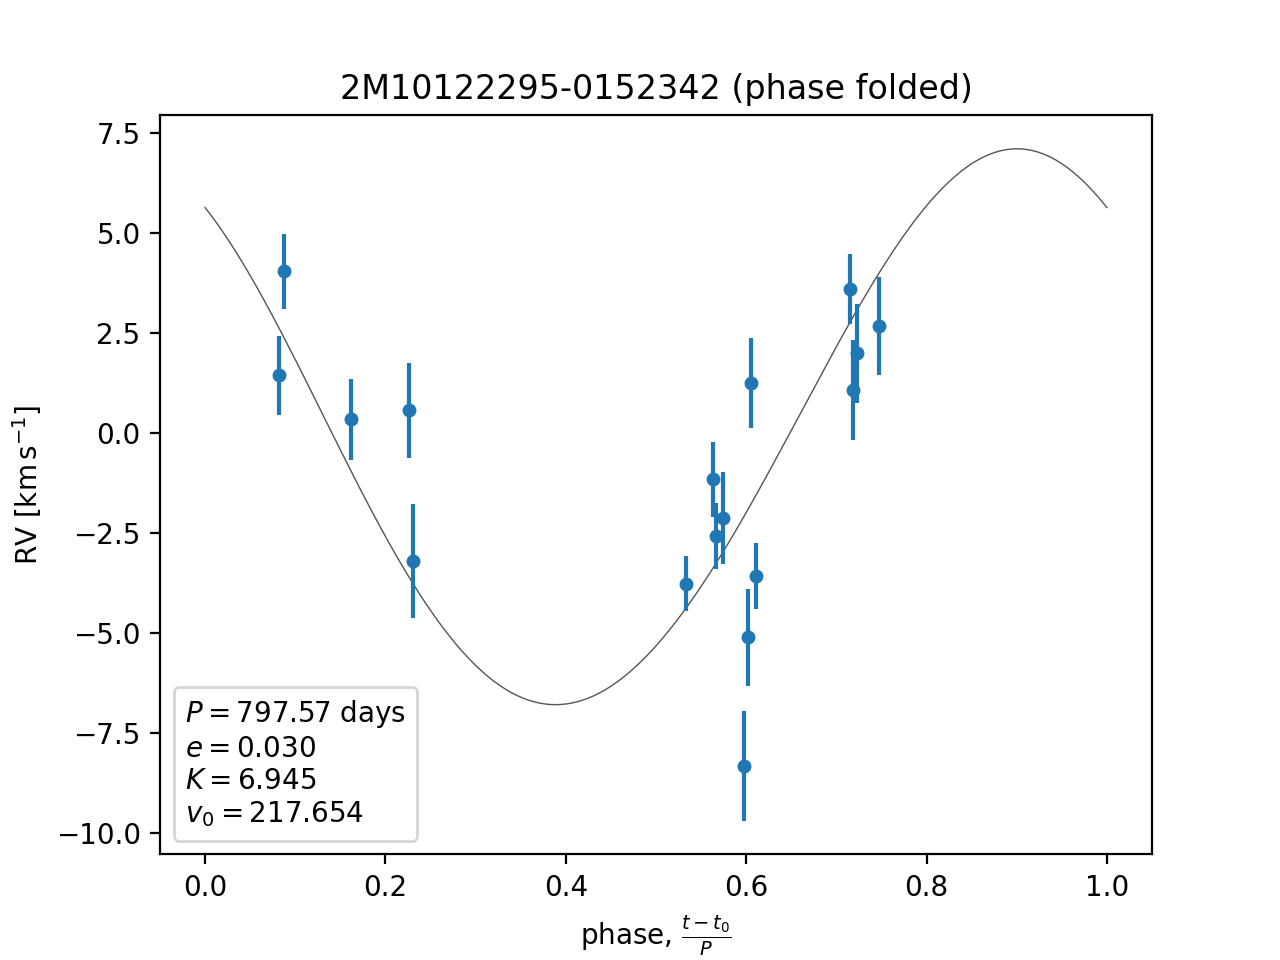 2M10122295-0152342 (phase folded)
7.5
5.0
2.5
0.0
−2.5
−5.0
−7.5
−10.0
RV [km s⁻¹]
P = 797.57 days
e = 0.030
K = 6.945
v₀ = 217.654
0.0 0.2 0.4 0.6 0.8 1.0
phase, (t − t₀)/P